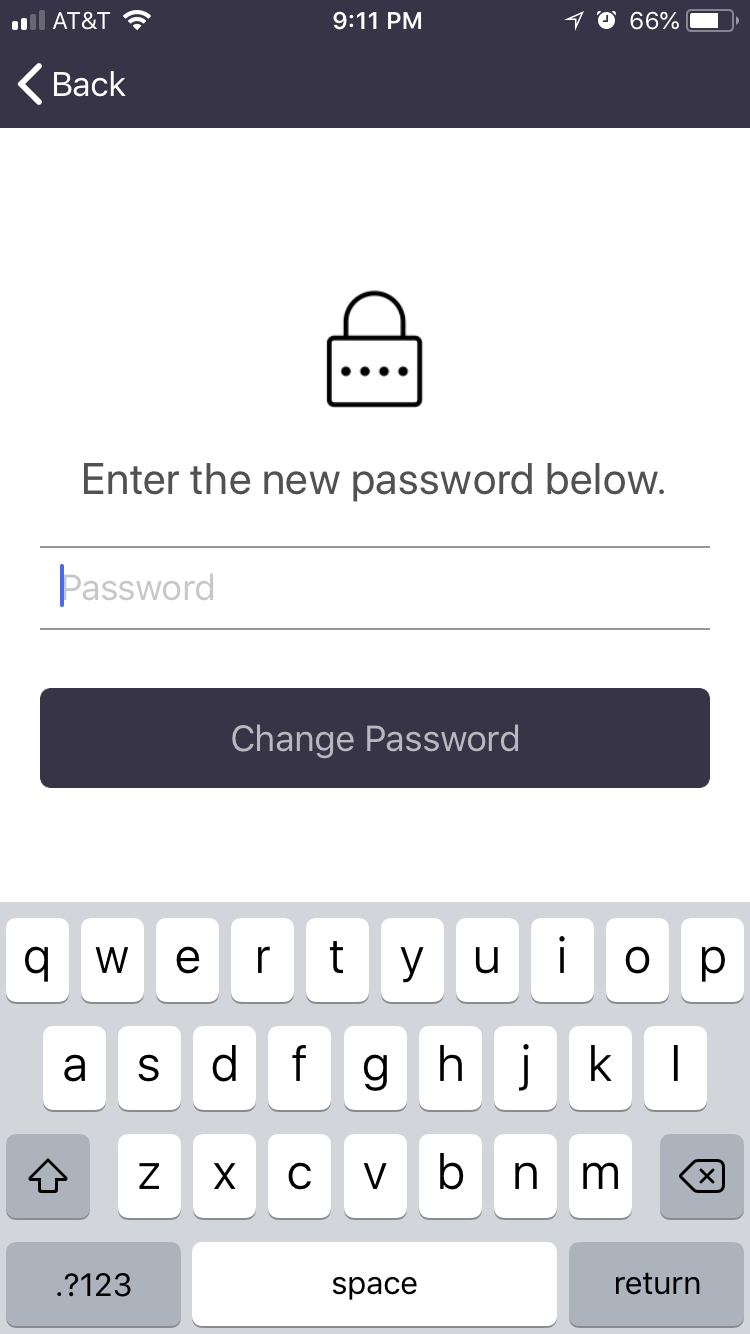 AT&T 9:11 PM 66%
Back
Enter the new password below.
Password
Change Password
q w e r t y u i o p
a s d f g h j k l
z x c v b n m
.?123 space return